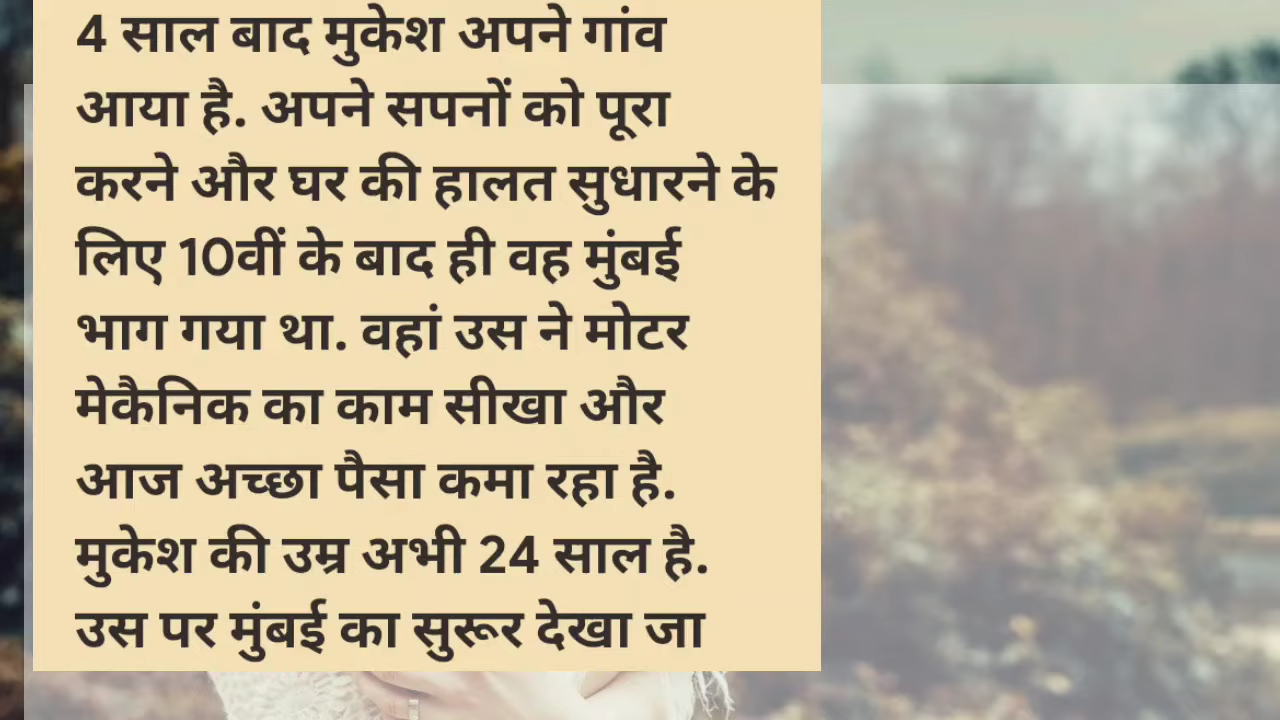 4 साल बाद मुकेश अपने गांव
आया है. अपने सपनों को पूरा
करने और घर की हालत सुधारने के
लिए 10वीं के बाद ही वह मुंबई
भाग गया था. वहां उस ने मोटर
मेकैनिक का काम सीखा और
आज अच्छा पैसा कमा रहा है.
मुकेश की उम्र अभी 24 साल है.
उस पर मुंबई का सुरूर देखा जा